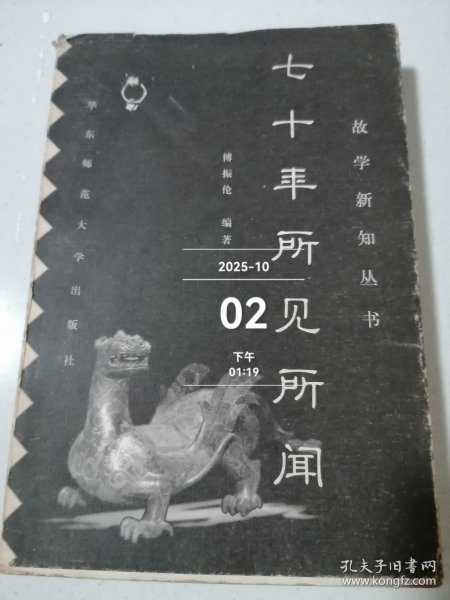 故学新知丛书
七十年所见所闻
傅振伦 编著
华东师范大学出版社
2025-10
02
下午
01:19
孔夫子旧书网
www.kongfz.com